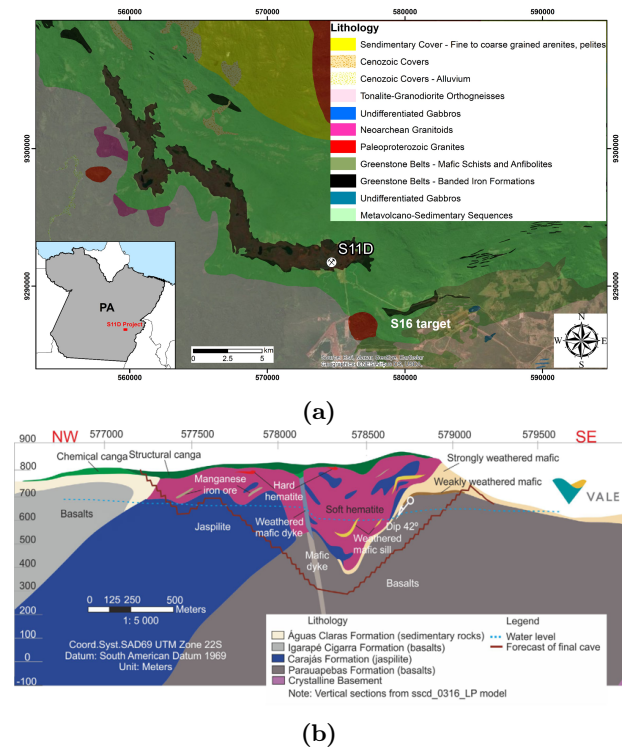 560000 570000 580000 590000
Lithology
Sedimentary Cover - Fine to coarse grained arenites, pelites
Cenozoic Covers
Cenozoic Covers - Alluvium
Tonalite-Granodiorite Orthogneisses
Undifferentiated Gabbros
Neoarchean Granitoids
Paleoproterozoic Granites
Greenstone Belts - Mafic Schists and Anfibolites
Greenstone Belts - Banded Iron Formations
Undifferentiated Gabbros
Metavolcano-Sedimentary Sequences
9300000 9300000
S11D
9290000 9290000
PA
S11D Project
S16 target
N
W E
S
km
0 2.5 5
560000 570000 580000 590000
(a)
NW 577000 577500 578000 578500 579500 SE
900
Chemical canga Structural canga
Strongly weathered mafic
800
Manganese
iron ore
Hard
hematite
Weakly weathered mafic
700
VALE
Basalts
Soft hematite
600
Jaspilite
Weathered
mafic dyke
Dip 42º
500
Weathered
mafic sill
Mafic
dyke
400
Basalts
300
0 125 250 500
Meters
200
1: 5 000
Lithology Legend
100
Águas Claras Formation (sedimentary rocks) Water level
Igarapé Cigarra Formation (basalts) Forecast of final cave
Coord.Syst.SAD69 UTM Zone 22S
Carajás Formation (jaspilite)
0
Datum: South American Datum 1969
Parauapebas Formation (basalts)
Unit: Meters
Crystalline Basement
-100
Note: Vertical sections from sscd_0316_LP model
(b)